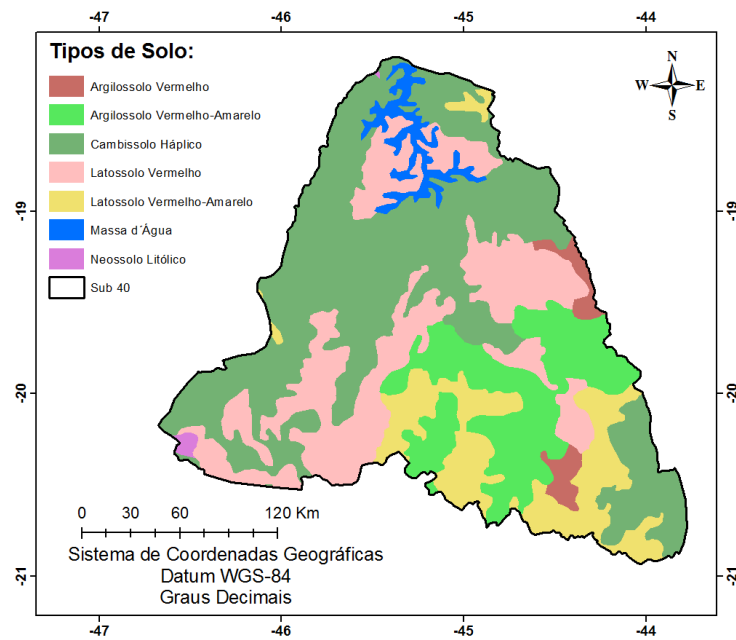 -47 -46 -45 -44
Tipos de Solo:
Argilossolo Vermelho
Argilossolo Vermelho-Amarelo
Cambissolo Háplico
Latossolo Vermelho
Latossolo Vermelho-Amarelo
Massa d´Água
Neossolo Litólico
Sub 40
N
W E
S
-19 -19
-20 -20
-21 -21
0 30 60 120 Km
Sistema de Coordenadas Geográficas
Datum WGS-84
Graus Decimais
-47 -46 -45 -44